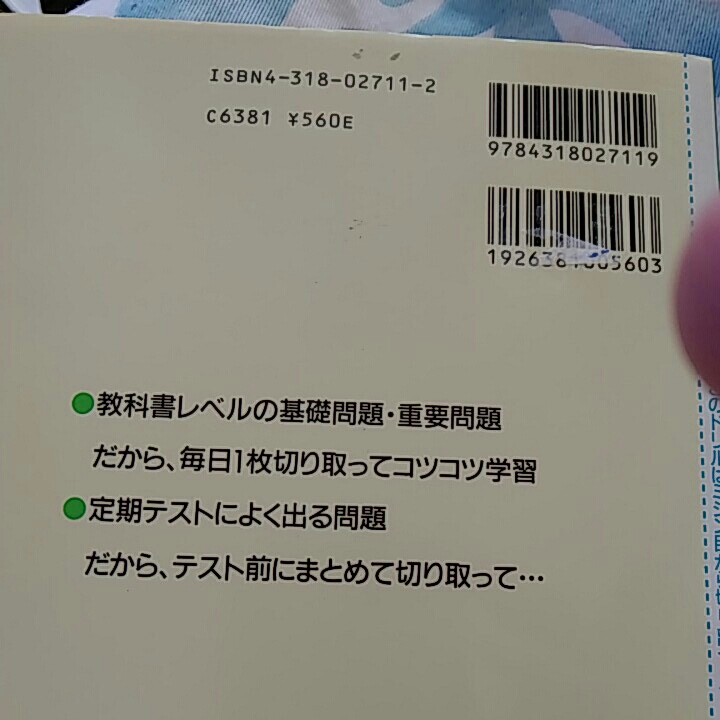 ISBN4-318-02711-2
C6381 ¥560E
9784318027119
●教科書レベルの基礎問題・重要問題
だから、毎日1枚切り取ってコツコツ学習
●定期テストによく出る問題
だから、テスト前にまとめて切り取って…